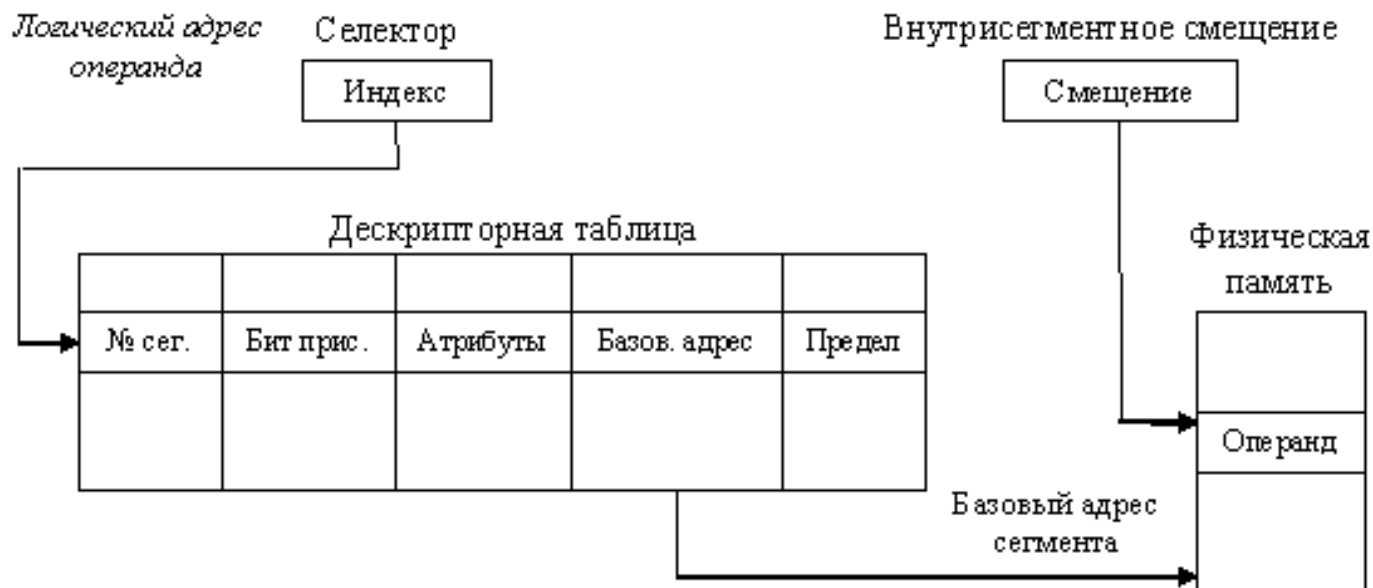 Логический адрес
операнда
Селектор
Индекс
Внутрисегментное смещение
Смещение
Дескрипторная таблица
№ сег. Бит прис. Атрибуты Базов. адрес Предел
Физическая
память
Операнд
Базовый адрес
сегмента